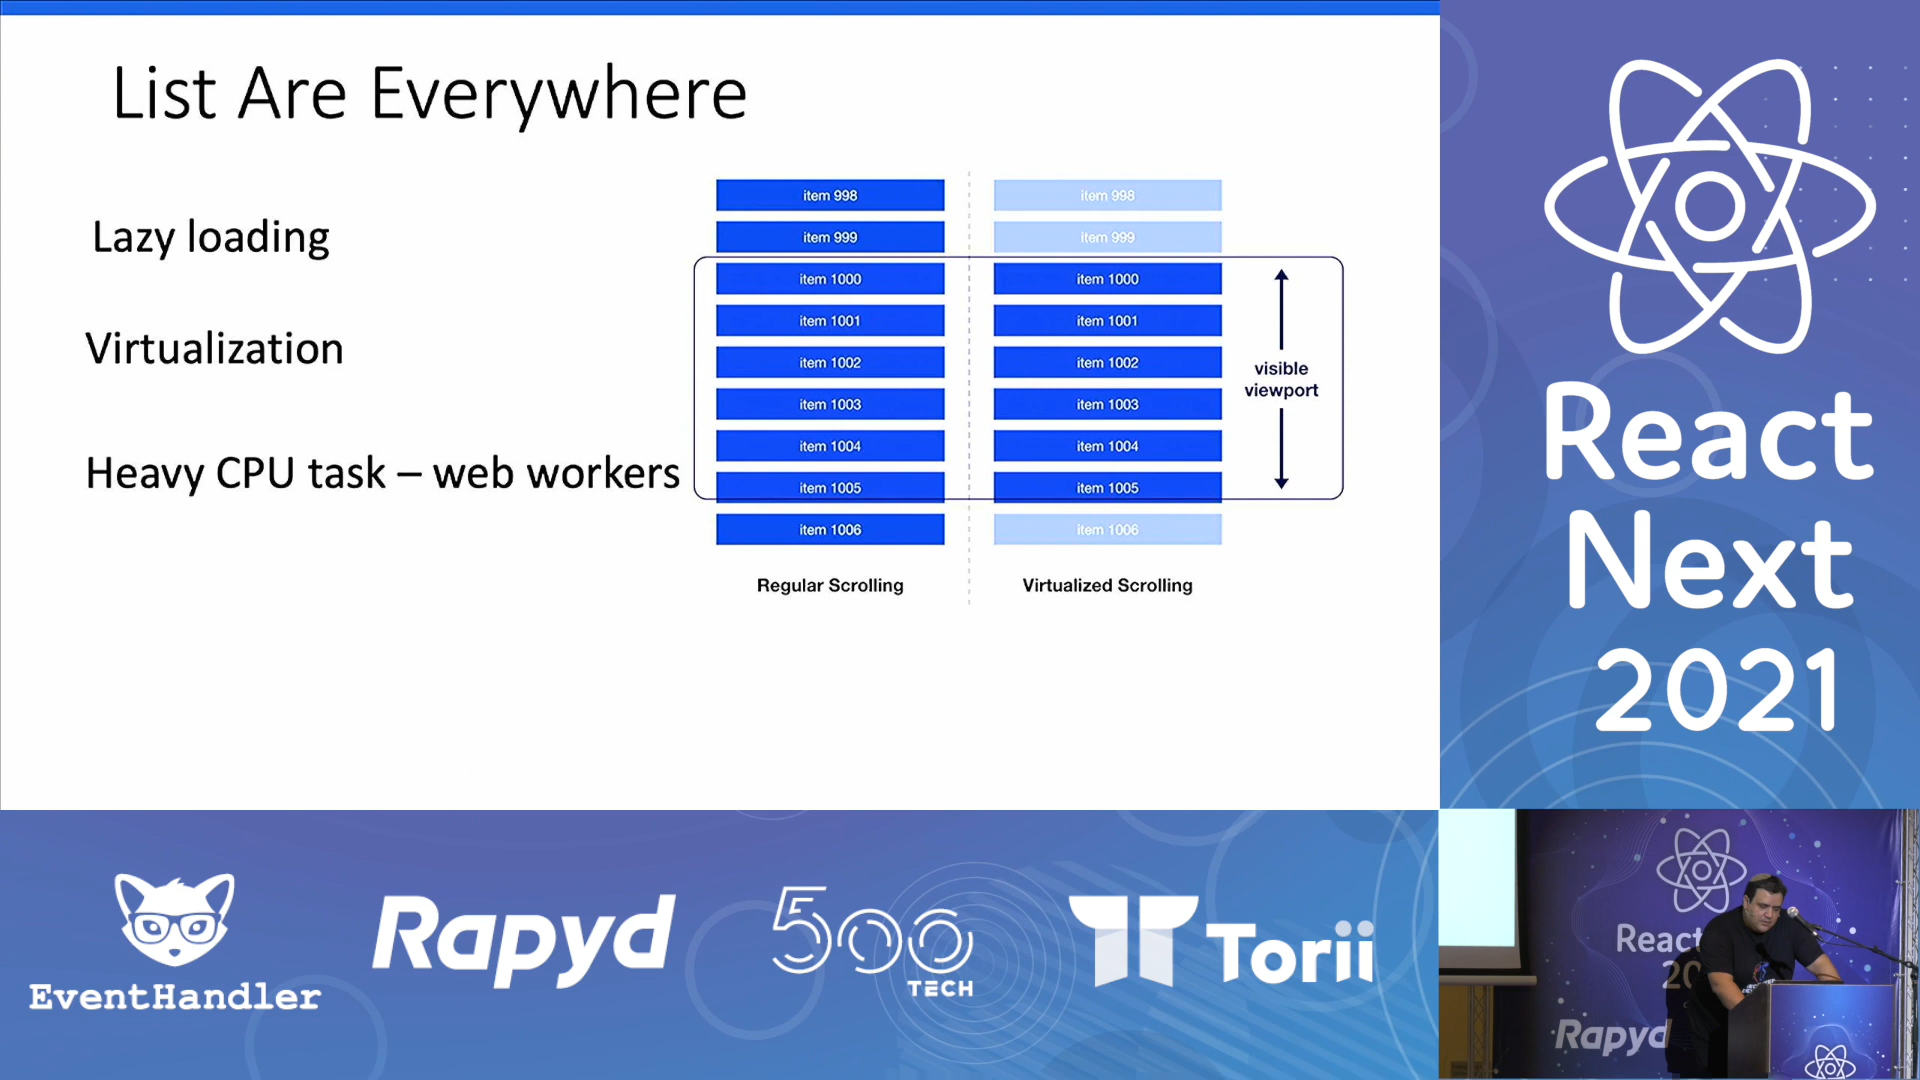 List Are Everywhere
Lazy loading
Virtualization
Heavy CPU task – web workers
item 998
item 999
item 1000
item 1001
item 1002
item 1003
item 1004
item 1005
item 1006
Regular Scrolling
item 998
item 999
item 1000
item 1001
item 1002
item 1003
item 1004
item 1005
item 1006
Virtualized Scrolling
visible
viewport
React
Next
2021
EventHandler
Rapyd
500
TECH
Torii
React
20
Rapyd